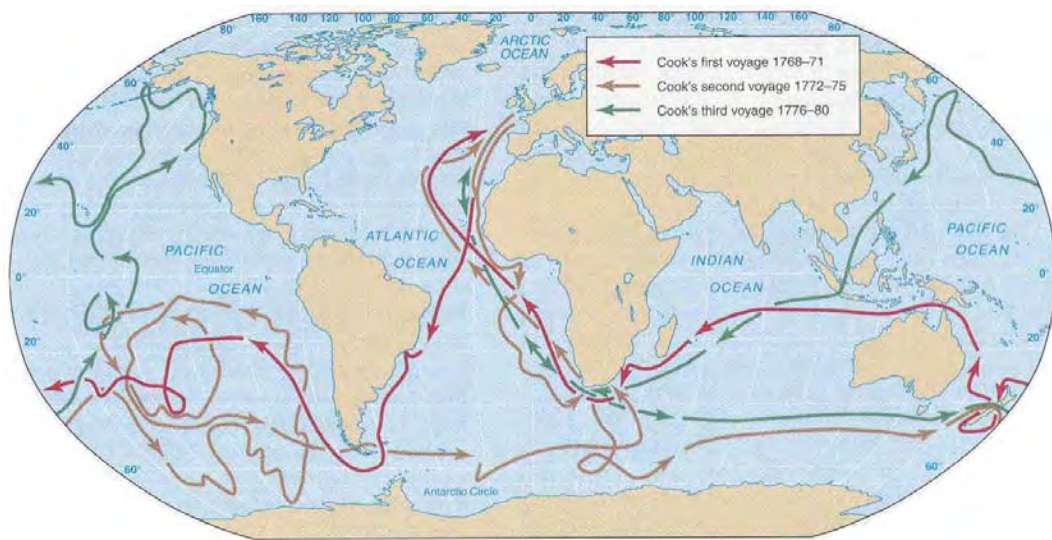 160 140 120 100 80 60 40 20 0 20 40 60 80 100 120 140 160
80° 80°
ARCTIC
OCEAN
Cook's first voyage 1768–71
Cook's second voyage 1772–75
Cook's third voyage 1776–80
60° 60°
40° 40°
20° 20°
ATLANTIC
OCEAN
PACIFIC
Equator
OCEAN
INDIAN
OCEAN
PACIFIC
OCEAN
0° 0° 0°
20° 20°
60° 60°
Antarctic Circle